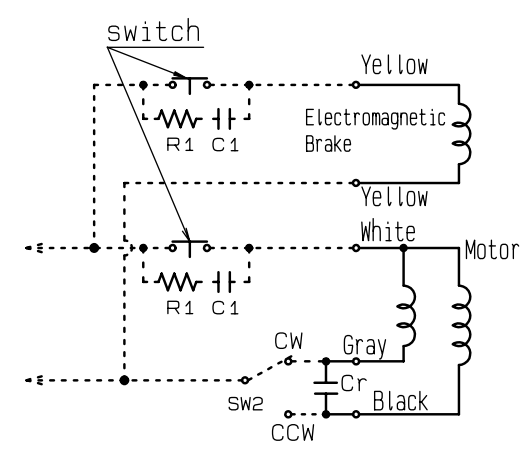 switch
Yellow
Electromagnetic
Brake
R1 C1
Yellow
White
Motor
R1 C1
CW
Gray
Cr
SW2
Black
CCW